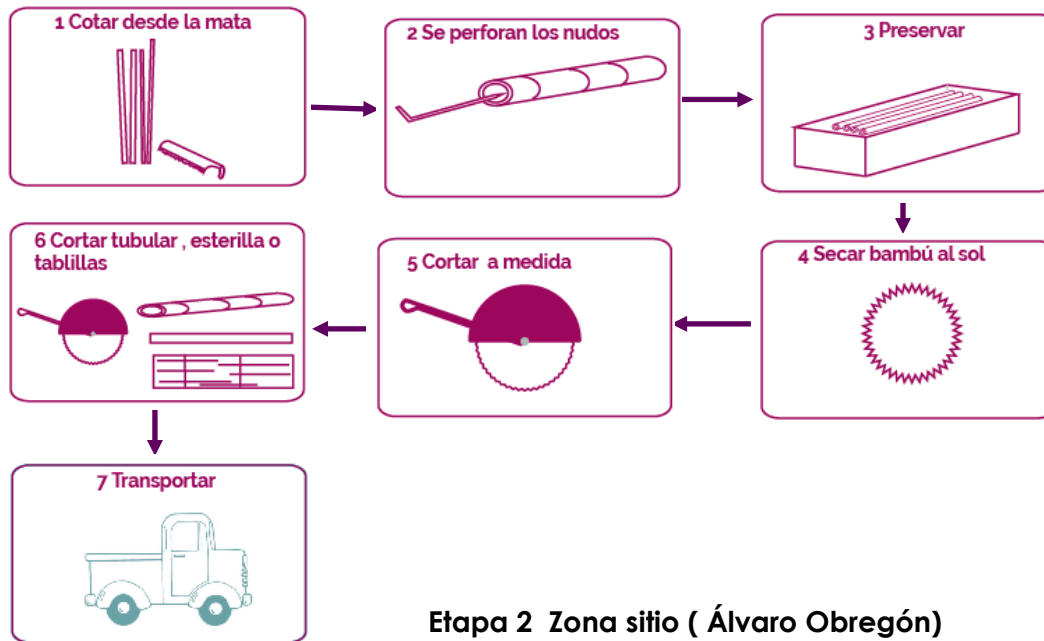 1 Cotar desde la mata
2 Se perforan los nudos
3 Preservar
4 Secar bambú al sol
5 Cortar a medida
6 Cortar tubular , esterilla o
tablillas
7 Transportar
Etapa 2 Zona sitio ( Álvaro Obregón)